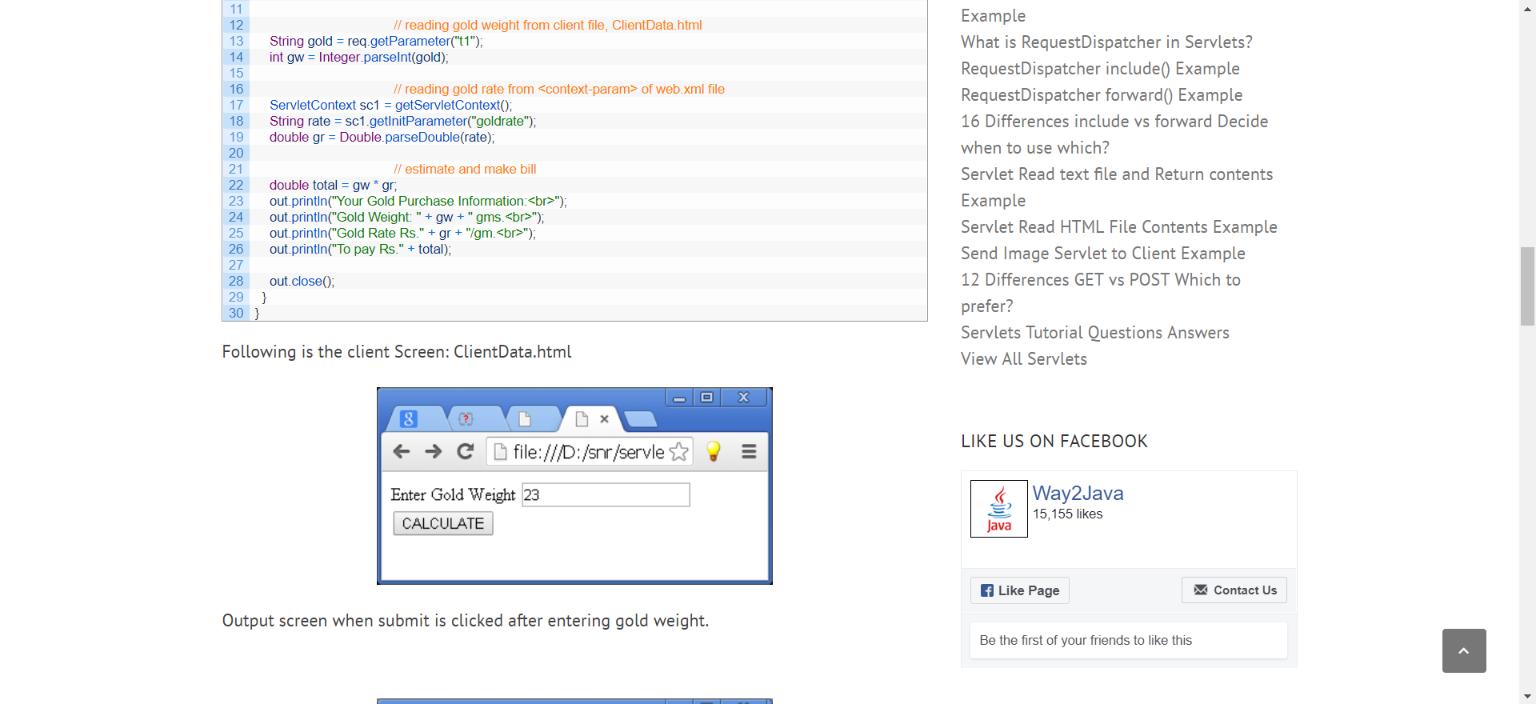 11
12 // reading gold weight from client file, ClientData.html
13 String gold = req.getParameter("t1");
14 int gw = Integer.parseInt(gold);
15
16 // reading gold rate from <context-param> of web.xml file
17 ServletContext sc1 = getServletContext();
18 String rate = sc1.getInitParameter("goldrate");
19 double gr = Double.parseDouble(rate);
20
21 // estimate and make bill
22 double total = gw * gr;
23 out.println("Your Gold Purchase Information:<br>");
24 out.println("Gold Weight: " + gw + " gms.<br>");
25 out.println("Gold Rate Rs." + gr + "/gm.<br>");
26 out.println("To pay Rs." + total);
27
28 out.close();
29 }
30 }
Following is the client Screen: ClientData.html
file:///D:/snr/servle
Enter Gold Weight 23
CALCULATE
Output screen when submit is clicked after entering gold weight.
Example
What is RequestDispatcher in Servlets?
RequestDispatcher include() Example
RequestDispatcher forward() Example
16 Differences include vs forward Decide
when to use which?
Servlet Read text file and Return contents
Example
Servlet Read HTML File Contents Example
Send Image Servlet to Client Example
12 Differences GET vs POST Which to
prefer?
Servlets Tutorial Questions Answers
View All Servlets
LIKE US ON FACEBOOK
Java
Way2Java
15,155 likes
Like Page
Contact Us
Be the first of your friends to like this